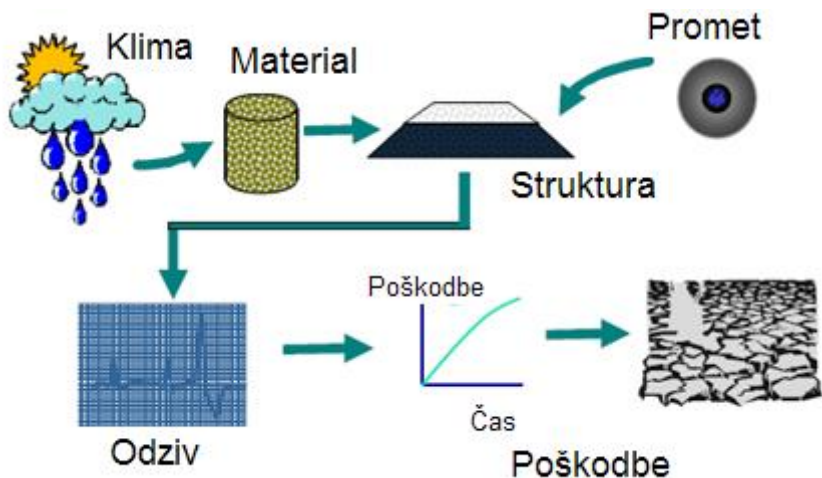 Klima
Material
Promet
Struktura
Poškodbe
Čas
Odziv
Poškodbe